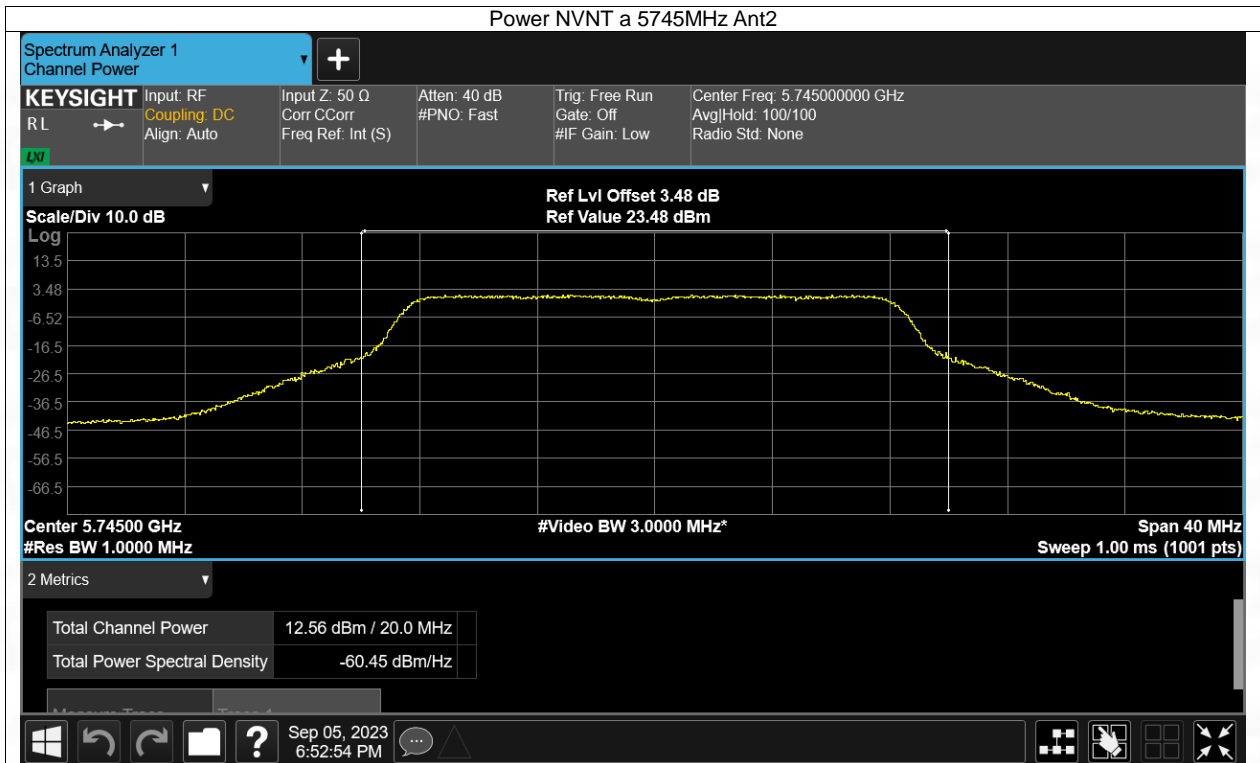 Power NVNT a 5745MHz Ant2
Spectrum Analyzer 1
Channel Power
+
KEYSIGHT
R L
LXI
Input: RF
Coupling: DC
Align: Auto
Input Z: 50 Ω
Corr CCorr
Freq Ref: Int (S)
Atten: 40 dB
#PNO: Fast
Trig: Free Run
Gate: Off
#IF Gain: Low
Center Freq: 5.745000000 GHz
Avg|Hold: 100/100
Radio Std: None
1 Graph
Scale/Div 10.0 dB
Ref Lvl Offset 3.48 dB
Ref Value 23.48 dBm
Log
13.5
3.48
-6.52
-16.5
-26.5
-36.5
-46.5
-56.5
-66.5
Center 5.74500 GHz
#Res BW 1.0000 MHz
#Video BW 3.0000 MHz*
Span 40 MHz
Sweep 1.00 ms (1001 pts)
2 Metrics
Total Channel Power 12.56 dBm / 20.0 MHz
Total Power Spectral Density -60.45 dBm/Hz
?
Sep 05, 2023
6:52:54 PM